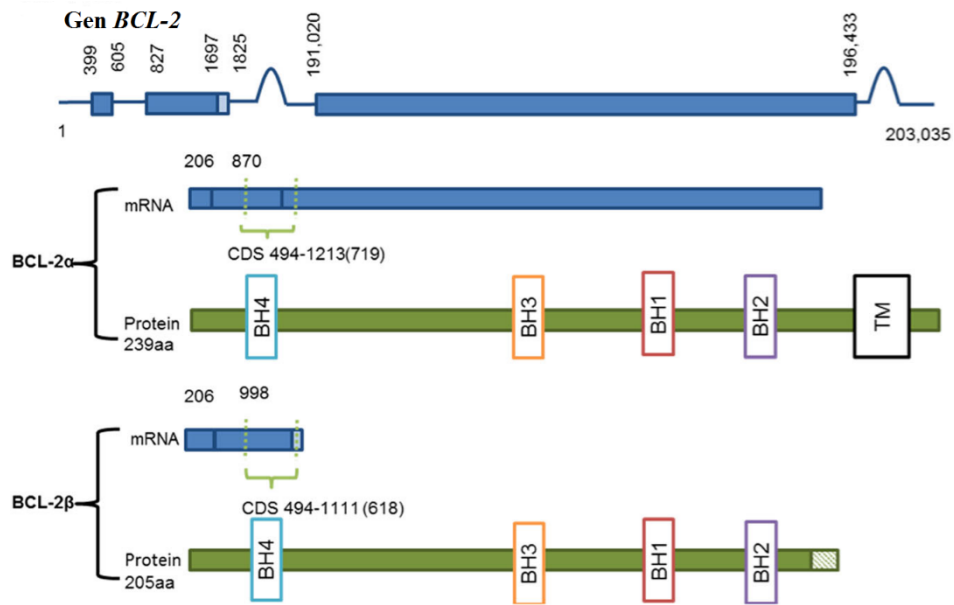 Gen BCL-2
399
605
827
1697
1825
191,020
196,433
1
203,035
206 870
mRNA
CDS 494-1213(719)
BCL-2α
BH4
BH3
BH1
BH2
TM
Protein
239aa
206 998
mRNA
CDS 494-1111(618)
BCL-2β
BH4
BH3
BH1
BH2
Protein
205aa